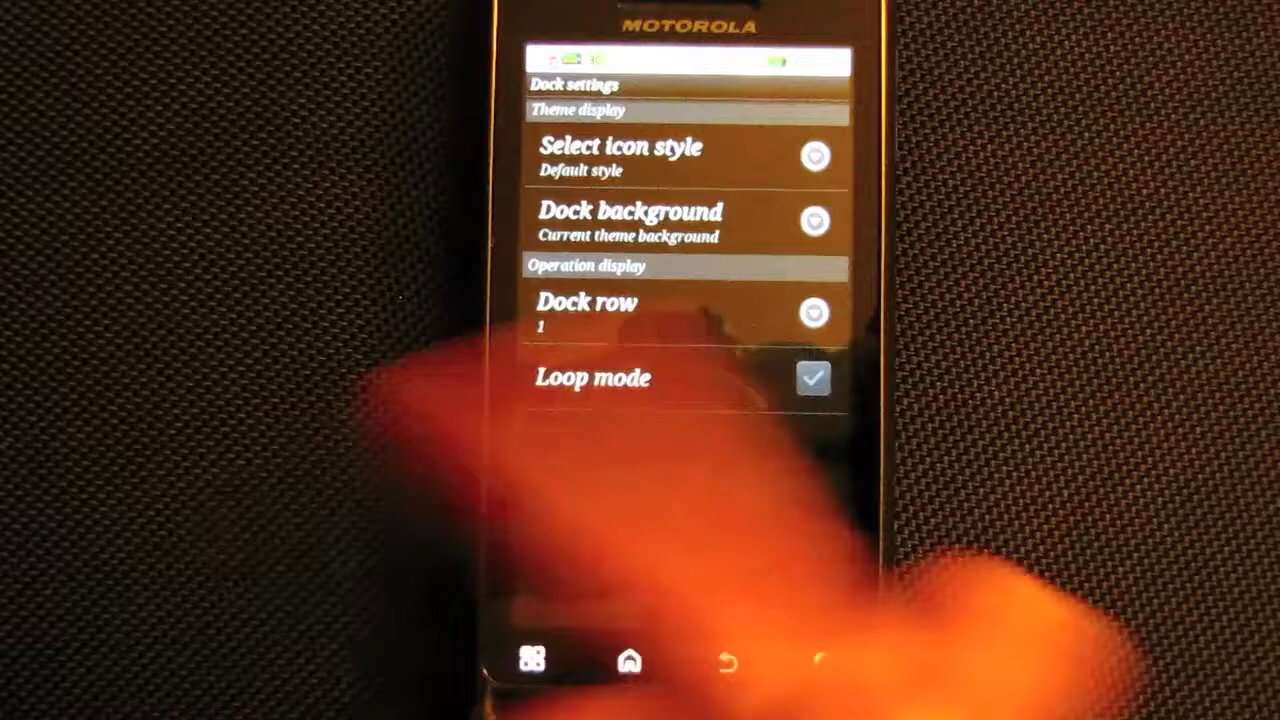 MOTOROLA
Dock settings
Theme display
Select icon style
Default style
Dock background
Current theme background
Operation display
Dock row
1
Loop mode